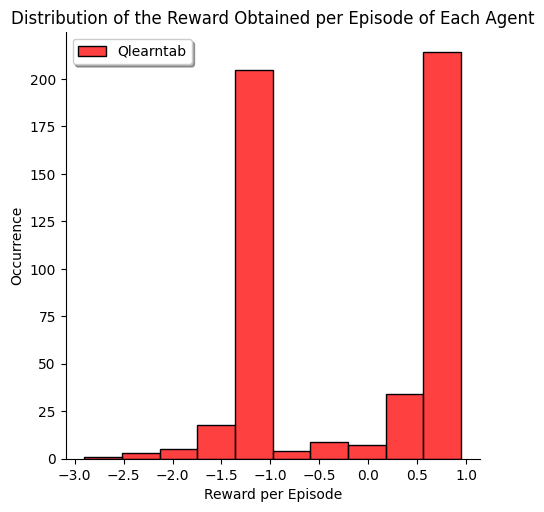 Distribution of the Reward Obtained per Episode of Each Agent
Qlearntab
200
175
150
125
100
75
50
25
0
Occurrence
-3.0 -2.5 -2.0 -1.5 -1.0 -0.5 0.0 0.5 1.0
Reward per Episode